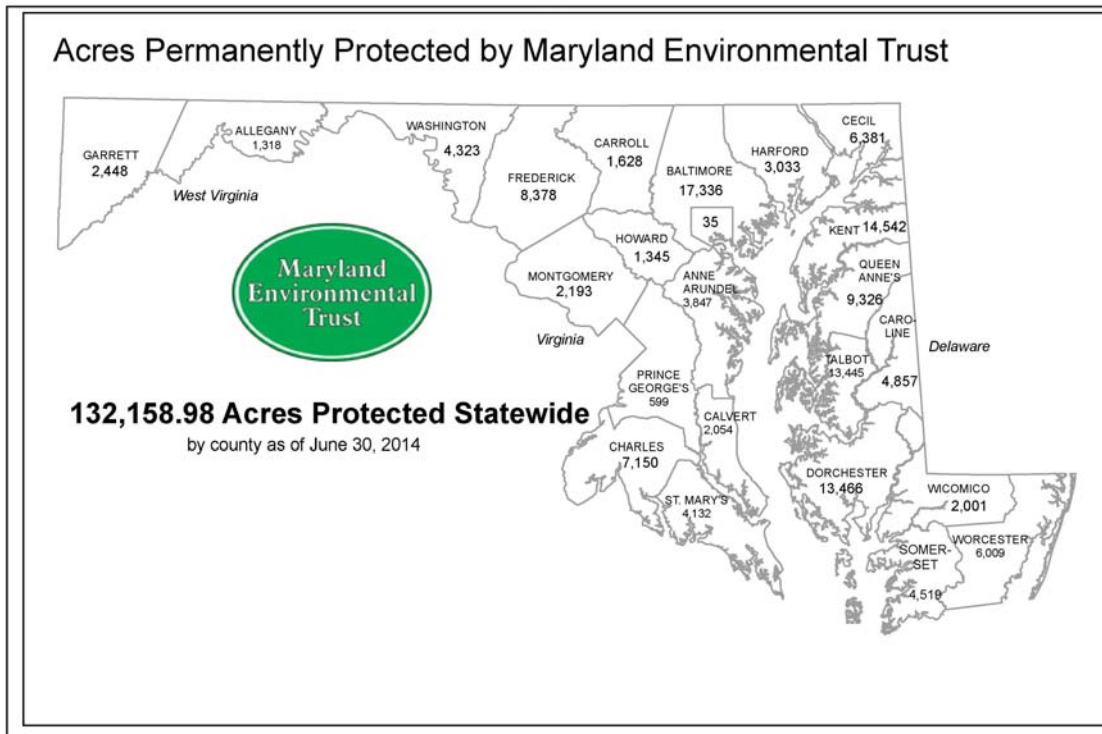 Acres Permanently Protected by Maryland Environmental Trust
GARRETT
2,448
ALLEGANY
1,318
WASHINGTON
4,323
FREDERICK
8,378
CARROLL
1,628
BALTIMORE
17,336
35
HARFORD
3,033
CECIL
6,381
West Virginia
KENT 14,542
HOWARD
1,345
MONTGOMERY
2,193
ANNE
ARUNDEL
3,847
QUEEN
ANNE'S
9,326
CARO-
LINE
4,857
Maryland
Environmental
Trust
Virginia
Delaware
TALBOT
13,445
PRINCE
GEORGE'S
599
132,158.98 Acres Protected Statewide
by county as of June 30, 2014
CALVERT
2,054
CHARLES
7,150
ST. MARY'S
4,132
DORCHESTER
13,466
WICOMICO
2,001
SOMER-
SET
4,519
WORCESTER
6,009